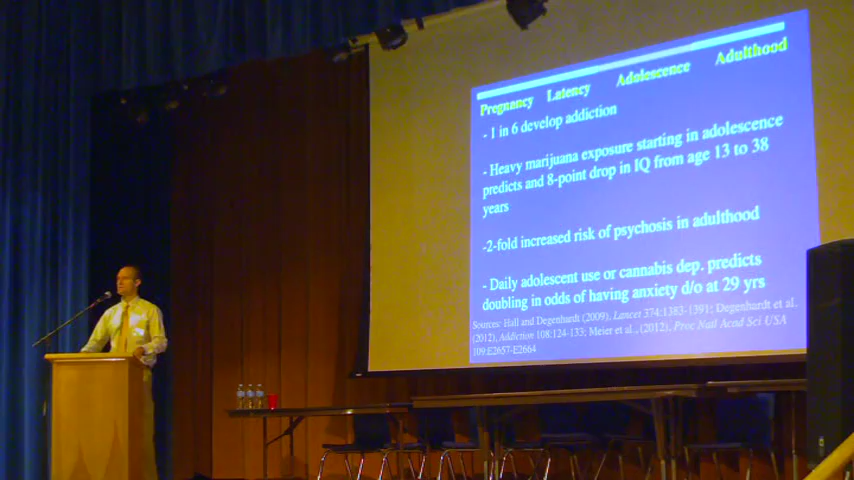 Pregnancy Latency Adolescence Adulthood
- 1 in 6 develop addiction
- Heavy marijuana exposure starting in adolescence
predicts and 8-point drop in IQ from age 13 to 38
years
-2-fold increased risk of psychosis in adulthood
- Daily adolescent use or cannabis dep. predicts
doubling in odds of having anxiety d/o at 29 yrs
Sources: Hall and Degenhardt (2009), Lancet 374:1383-1391; Degenhardt et al.
(2012), Addiction 108:124-133; Meier et al., (2012), Proc Natl Acad Sci USA
109:E2657-E2664